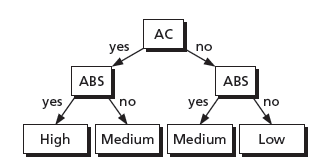 AC
yes no
ABS ABS
yes no yes no
High Medium Medium Low